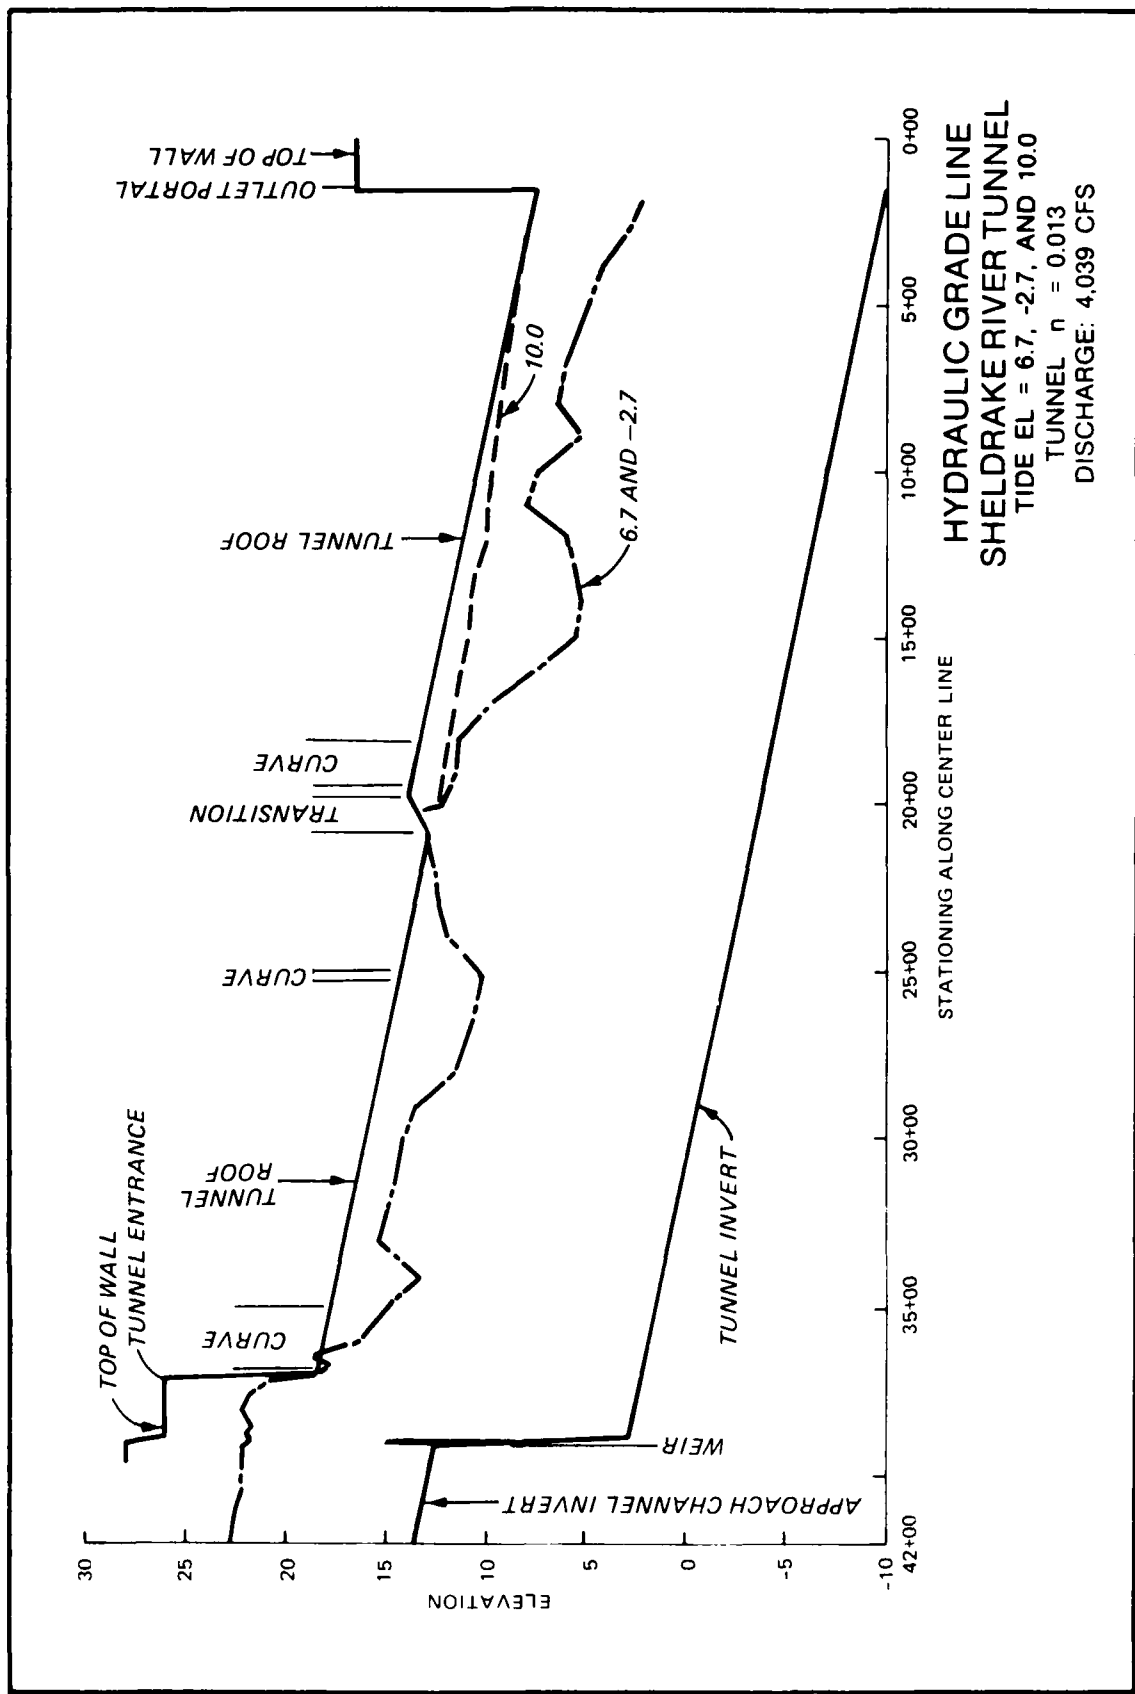 TOP OF WALL
TUNNEL ENTRANCE
CURVE
TUNNEL
ROOF
CURVE
TRANSITION
CURVE
TUNNEL ROOF
OUTLET PORTAL
TOP OF WALL
10.0
6.7 AND -2.7
TUNNEL INVERT
WEIR
APPROACH CHANNEL INVERT
ELEVATION
30
25
20
15
10
5
0
-5
-10
42+00
35+00
30+00
25+00
20+00
15+00
10+00
5+00
0+00
STATIONING ALONG CENTER LINE
HYDRAULIC GRADE LINE
SHELDRAKE RIVER TUNNEL
TIDE EL = 6.7, -2.7, AND 10.0
TUNNEL n = 0.013
DISCHARGE: 4,039 CFS